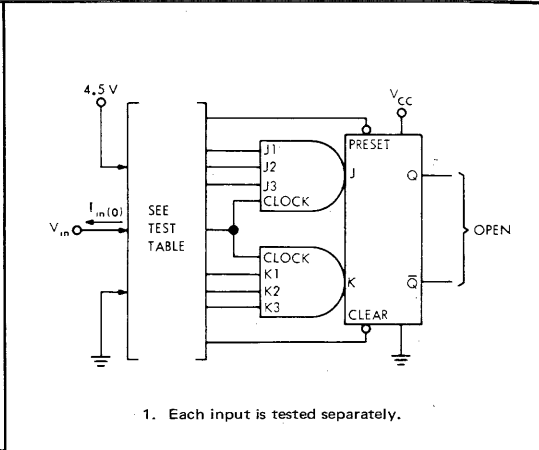 4.5 V
V_CC
PRESET
J1
J2
J3
J
Q
CLOCK
I_in(0)
V_in
SEE
TEST
TABLE
OPEN
CLOCK
K1
K2
K3
K
Q̅
CLEAR
1. Each input is tested separately.